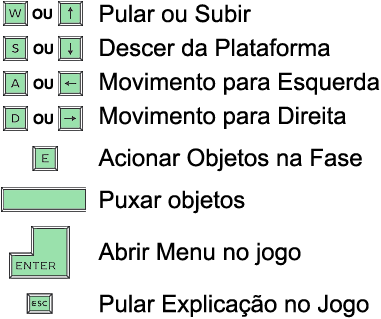 W OU ↑ Pular ou Subir
S OU ↓ Descer da Plataforma
A OU ← Movimento para Esquerda
D OU → Movimento para Direita
E Acionar Objetos na Fase
Puxar objetos
ENTER Abrir Menu no jogo
ESC Pular Explicação no Jogo